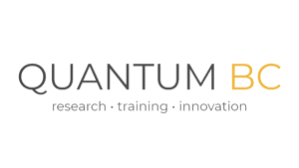 QUANTUM BC
research · training · innovation